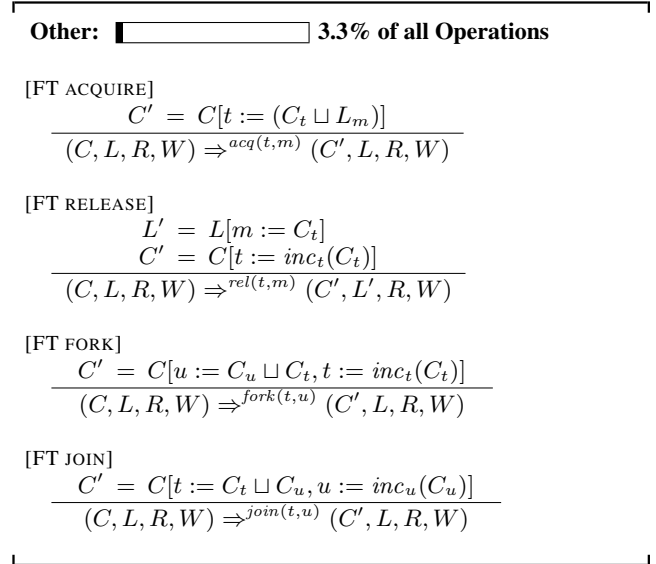 Other: 3.3% of all Operations
[FT ACQUIRE]
C′ = C[t := (C_t ⊔ L_m)]
(C, L, R, W) ⇒^{acq(t,m)} (C′, L, R, W)
[FT RELEASE]
L′ = L[m := C_t]
C′ = C[t := inc_t(C_t)]
(C, L, R, W) ⇒^{rel(t,m)} (C′, L′, R, W)
[FT FORK]
C′ = C[u := C_u ⊔ C_t, t := inc_t(C_t)]
(C, L, R, W) ⇒^{fork(t,u)} (C′, L, R, W)
[FT JOIN]
C′ = C[t := C_t ⊔ C_u, u := inc_u(C_u)]
(C, L, R, W) ⇒^{join(t,u)} (C′, L, R, W)